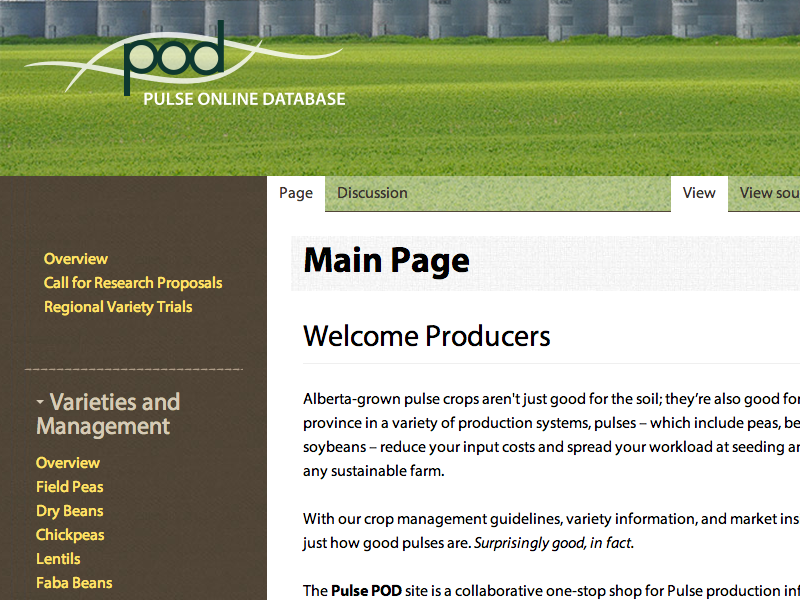 pod
PULSE ONLINE DATABASE
Page
Discussion
View
View sou
Overview
Call for Research Proposals
Regional Variety Trials
Varieties and
Management
Overview
Field Peas
Dry Beans
Chickpeas
Lentils
Faba Beans
Main Page
Welcome Producers
Alberta-grown pulse crops aren't just good for the soil; they’re also good for
province in a variety of production systems, pulses – which include peas, be
soybeans – reduce your input costs and spread your workload at seeding an
any sustainable farm.
With our crop management guidelines, variety information, and market ins
just how good pulses are. Surprisingly good, in fact.
The Pulse POD site is a collaborative one-stop shop for Pulse production inf